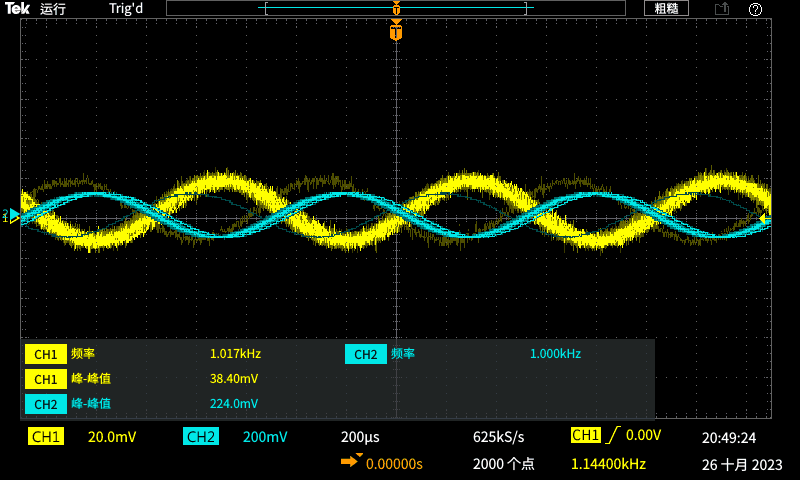 Tek 运行 Trig'd T 粗糙 ?
T
2
1
CH1 频率 1.017kHz CH2 频率 1.000kHz
CH1 峰-峰值 38.40mV
CH2 峰-峰值 224.0mV
CH1 20.0mV CH2 200mV 200µs 625kS/s CH1 0.00V 20:49:24
0.00000s 2000 个点 1.14400kHz 26 十月 2023